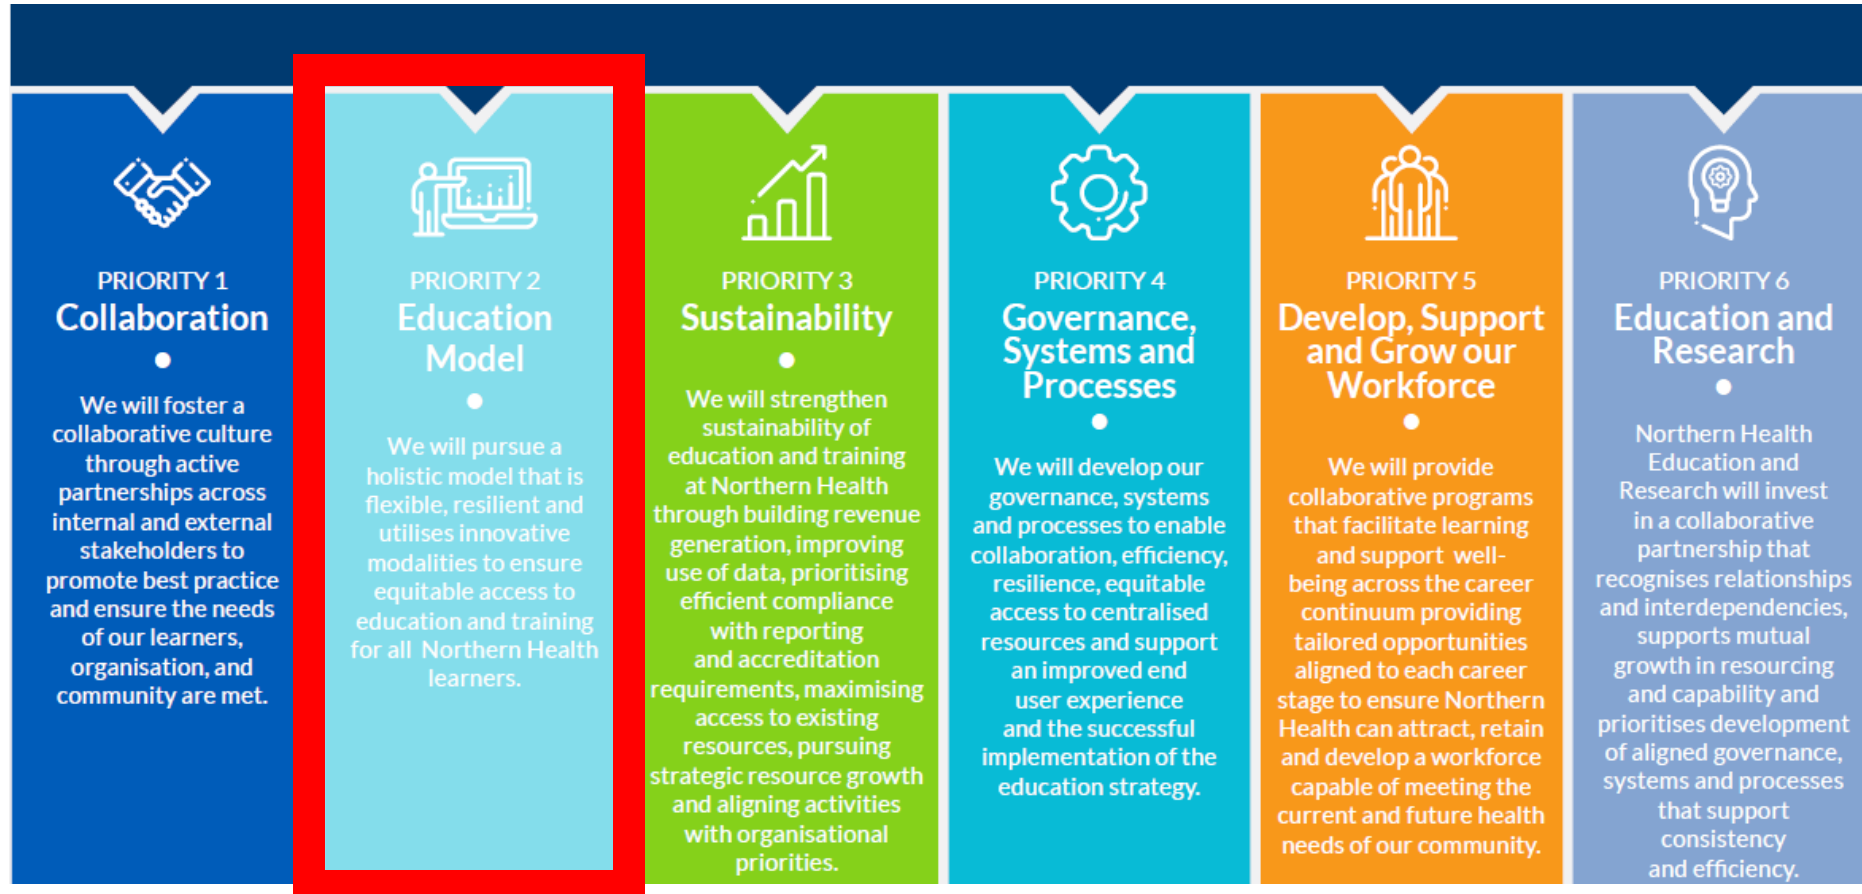 PRIORITY 1
Collaboration
We will foster a
collaborative culture
through active
partnerships across
internal and external
stakeholders to
promote best practice
and ensure the needs
of our learners,
organisation, and
community are met.
PRIORITY 2
Education
Model
We will pursue a
holistic model that is
flexible, resilient and
utilises innovative
modalities to ensure
equitable access to
education and training
for all Northern Health
learners.
PRIORITY 3
Sustainability
We will strengthen
sustainability of
education and training
at Northern Health
through building revenue
generation, improving
use of data, prioritising
efficient compliance
with reporting
and accreditation
requirements, maximising
access to existing
resources, pursuing
strategic resource growth
and aligning activities
with organisational
priorities.
PRIORITY 4
Governance,
Systems and
Processes
We will develop our
governance, systems
and processes to enable
collaboration, efficiency,
resilience, equitable
access to centralised
resources and support
an improved end
user experience
and the successful
implementation of the
education strategy.
PRIORITY 5
Develop, Support
and Grow our
Workforce
We will provide
collaborative programs
that facilitate learning
and support well-
being across the career
continuum providing
tailored opportunities
aligned to each career
stage to ensure Northern
Health can attract, retain
and develop a workforce
capable of meeting the
current and future health
needs of our community.
PRIORITY 6
Education and
Research
Northern Health
Education and
Research will invest
in a collaborative
partnership that
recognises relationships
and interdependencies,
supports mutual
growth in resourcing
and capability and
prioritises development
of aligned governance,
systems and processes
that support
consistency
and efficiency.